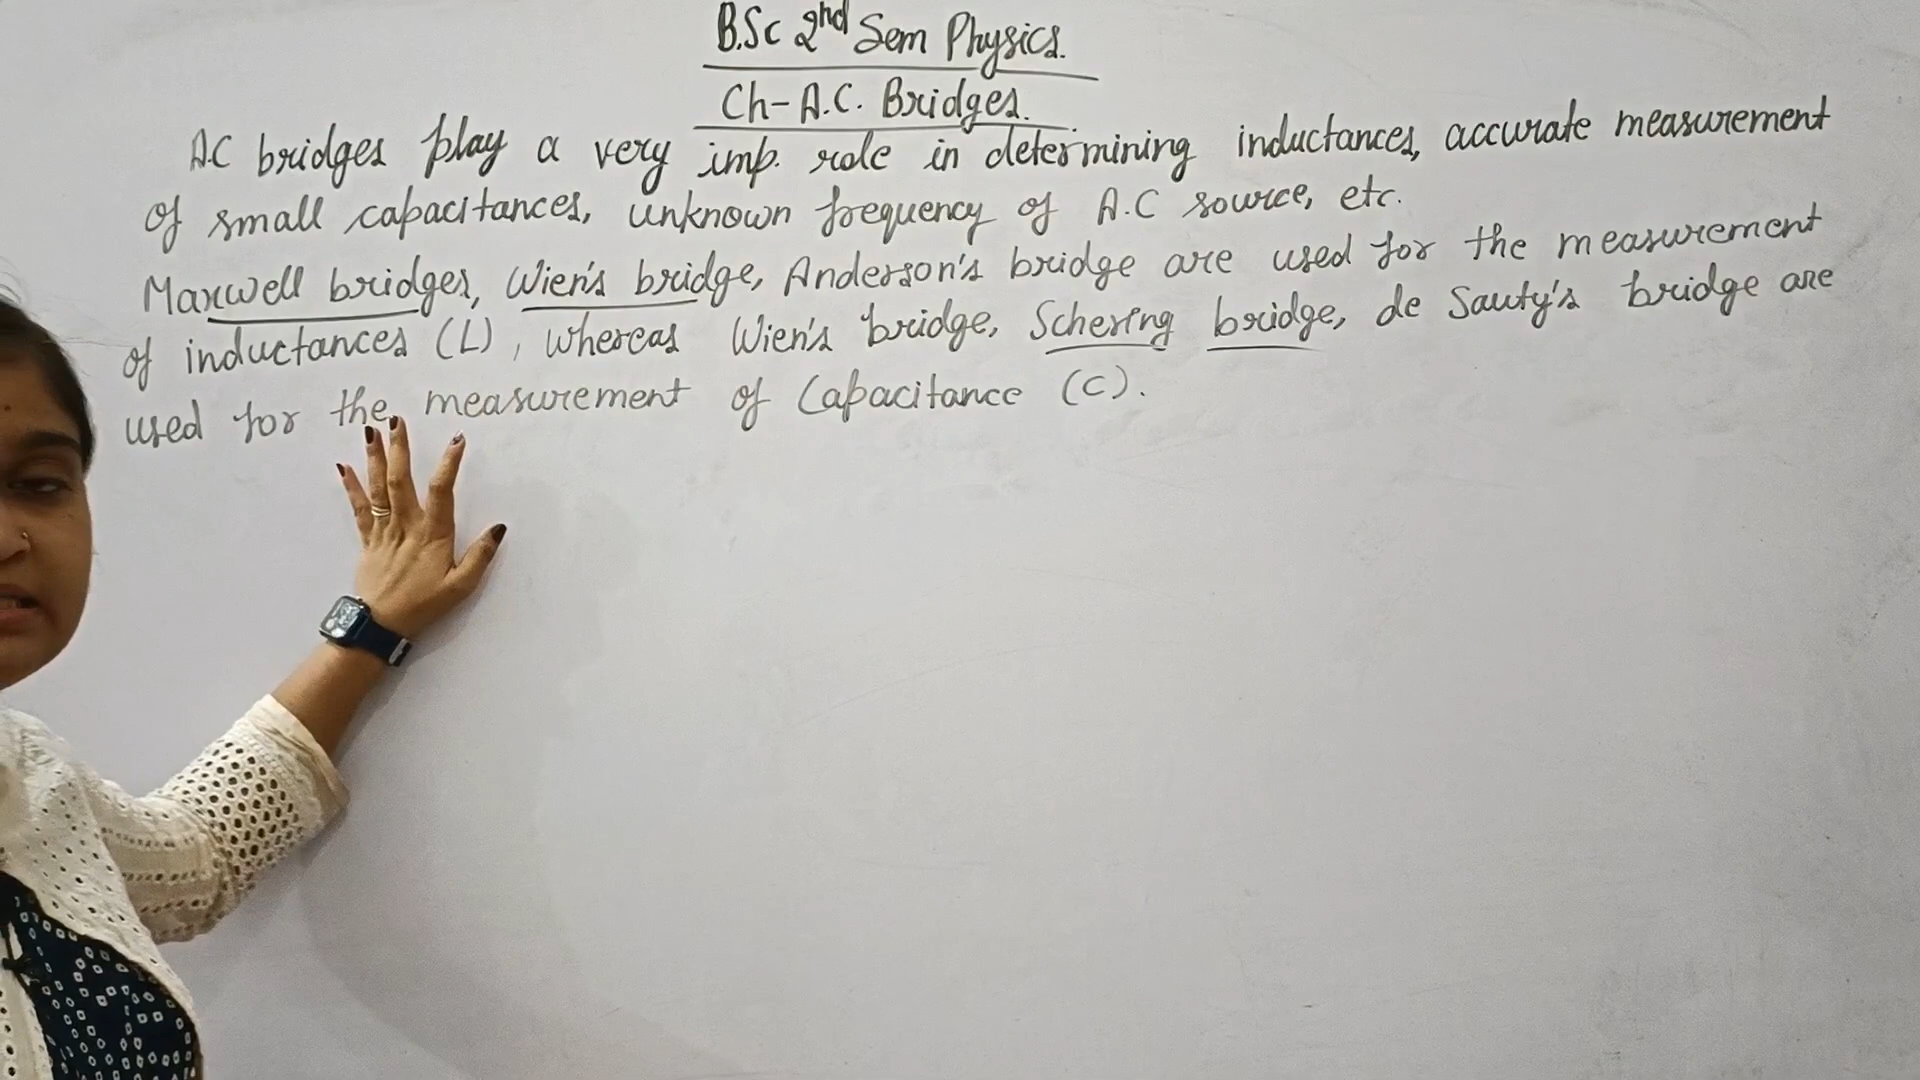 B.Sc 2nd Sem Physics.
Ch- A.C. Bridges.
A.C bridges play a very imp. role in determining inductances, accurate measurement
of small capacitances, unknown frequency of A.C source, etc.
Maxwell bridges, Wien's bridge, Anderson's bridge are used for the measurement
of inductances (L), whereas Wien's bridge, Schering bridge, de Sauty's bridge are
used for the measurement of Capacitance (C).